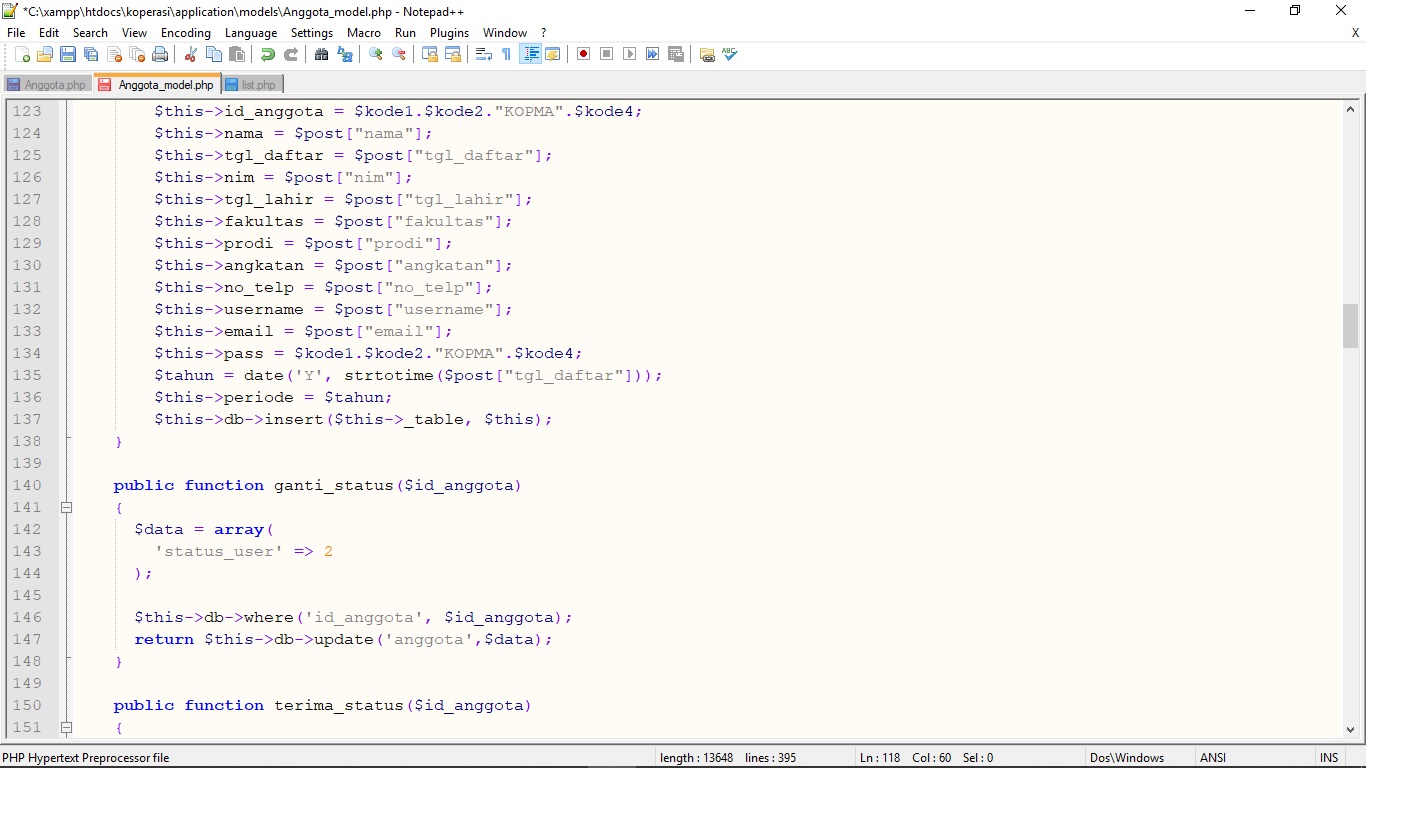 *C:\xampp\htdocs\koperasi\application\models\Anggota_model.php - Notepad++
File Edit Search View Encoding Language Settings Macro Run Plugins Window ? X
Anggota.php Anggota_model.php list.php
123 $this->id_anggota = $kode1.$kode2."KOPMA".$kode4;
124 $this->nama = $post["nama"];
125 $this->tgl_daftar = $post["tgl_daftar"];
126 $this->nim = $post["nim"];
127 $this->tgl_lahir = $post["tgl_lahir"];
128 $this->fakultas = $post["fakultas"];
129 $this->prodi = $post["prodi"];
130 $this->angkatan = $post["angkatan"];
131 $this->no_telp = $post["no_telp"];
132 $this->username = $post["username"];
133 $this->email = $post["email"];
134 $this->pass = $kode1.$kode2."KOPMA".$kode4;
135 $tahun = date('Y', strtotime($post["tgl_daftar"]));
136 $this->periode = $tahun;
137 $this->db->insert($this->_table, $this);
138 }
139
140 public function ganti_status($id_anggota)
141 {
142 $data = array(
143 'status_user' => 2
144 );
145
146 $this->db->where('id_anggota', $id_anggota);
147 return $this->db->update('anggota',$data);
148 }
149
150 public function terima_status($id_anggota)
151 {
PHP Hypertext Preprocessor file length : 13648 lines : 395 Ln : 118 Col : 60 Sel : 0 Dos\Windows ANSI INS